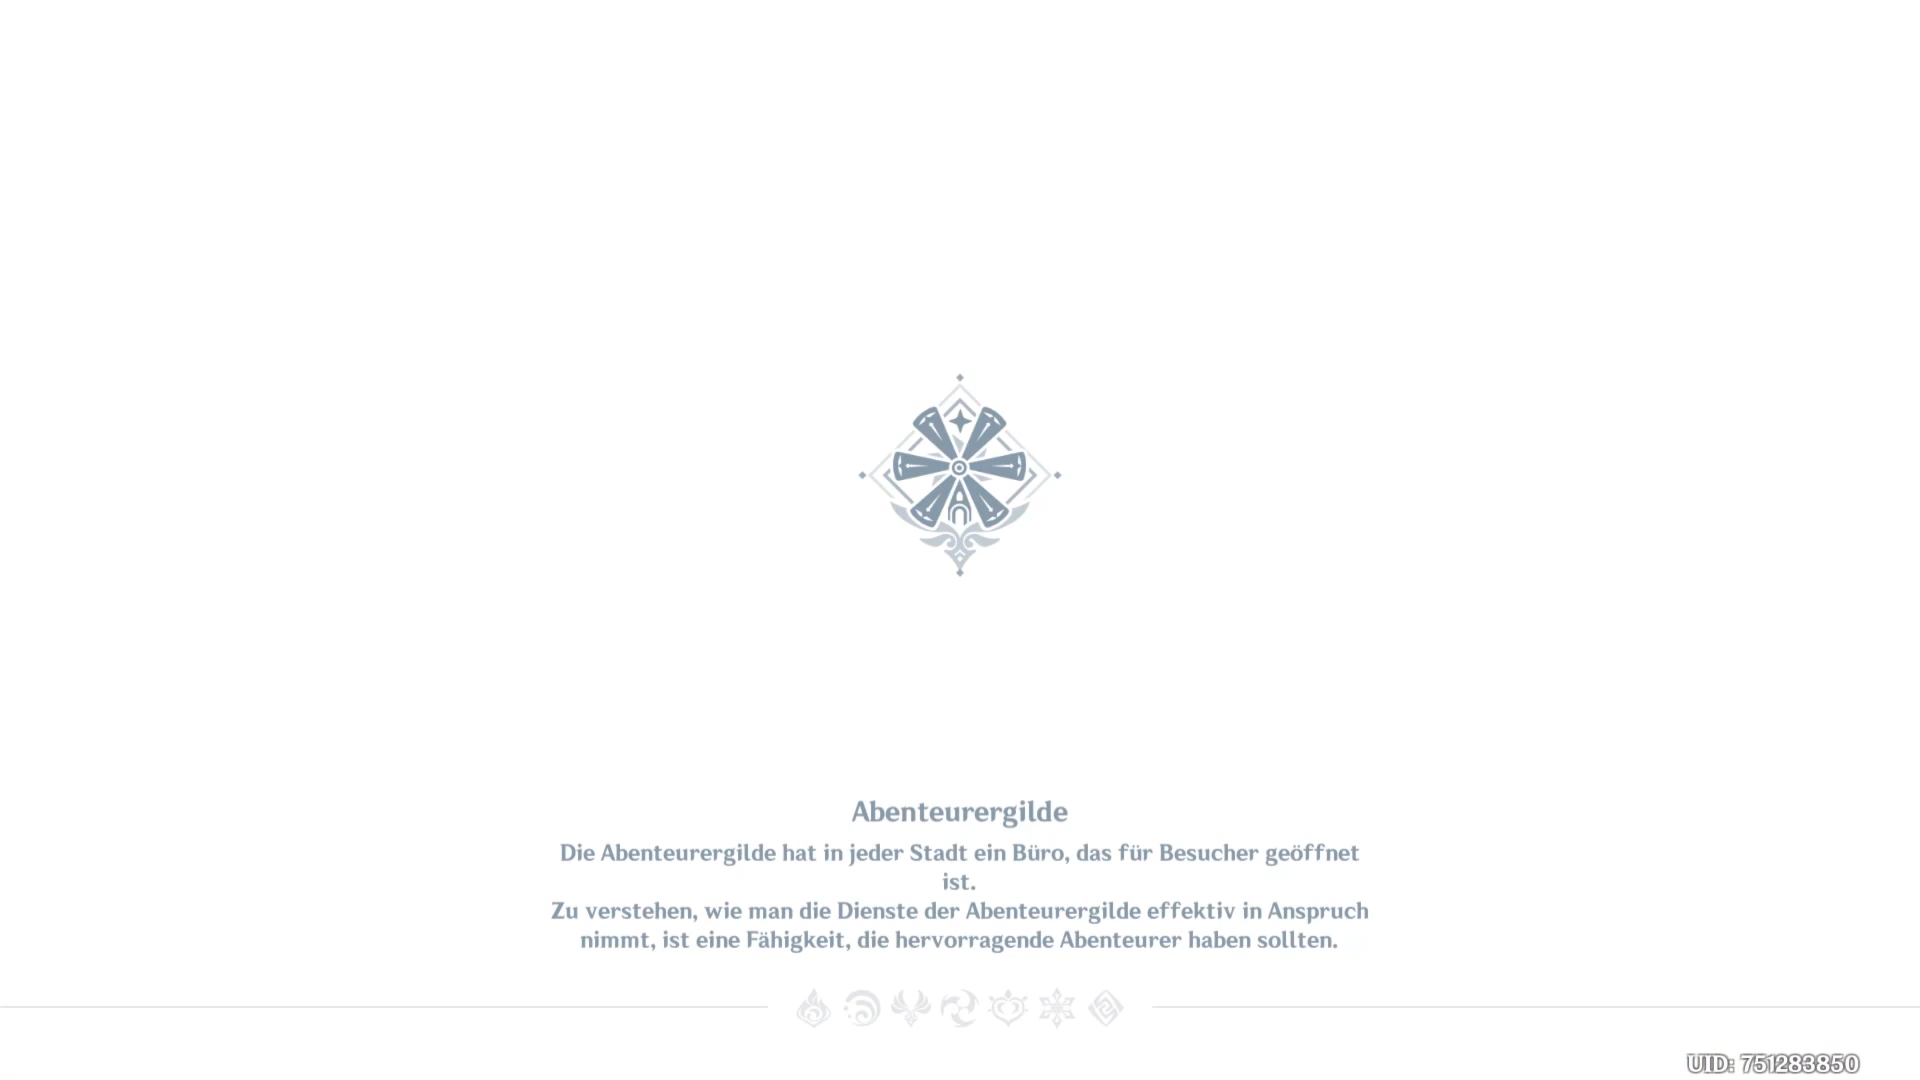 Abenteurergilde
Die Abenteurergilde hat in jeder Stadt ein Büro, das für Besucher geöffnet
ist.
Zu verstehen, wie man die Dienste der Abenteurergilde effektiv in Anspruch
nimmt, ist eine Fähigkeit, die hervorragende Abenteurer haben sollten.
UID: 751283850